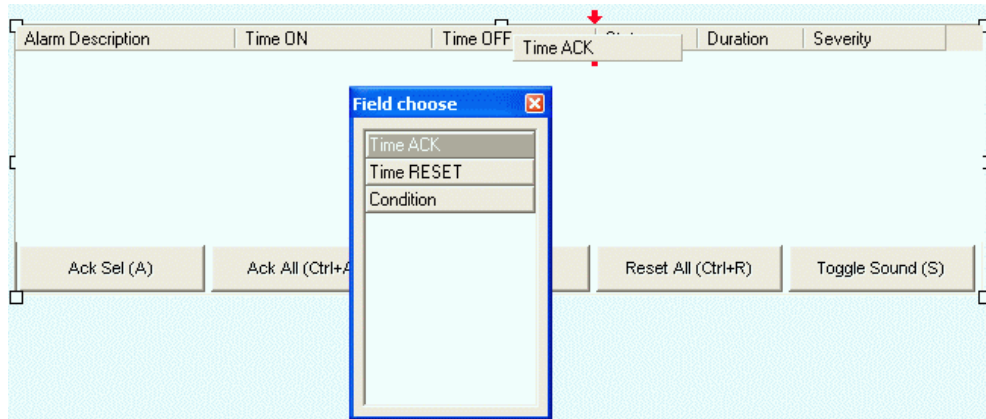 Alarm Description Time ON Time OFF Time ACK Duration Severity
Field choose
Time ACK
Time RESET
Condition
Ack Sel (A) Ack All (Ctrl+A Reset All (Ctrl+R) Toggle Sound (S)